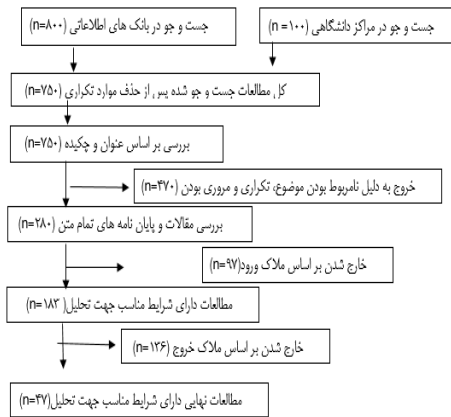 جست و جو در بانک های اطلاعاتی (n=۸۰۰)
جست و جو در مراکز دانشگاهی (n=۱۰۰)
کل مطالعات جست و جو شده پس از حذف موارد تکراری (n=۷۵۰)
بررسی بر اساس عنوان و چکیده (n=۷۵۰)
خروج به دلیل نامربوط بودن موضوع، تکراری و مروری بودن (n=۴۷۰)
بررسی مقالات و پایان نامه های تمام متن (n=۲۸۰)
خارج شدن بر اساس ملاک ورود(n=۹۷)
مطالعات دارای شرایط مناسب جهت تحلیل( n=۱۸۳)
خارج شدن بر اساس ملاک خروج (n=۱۳۶)
مطالعات نهایی دارای شرایط مناسب جهت تحلیل(n=۴۷)